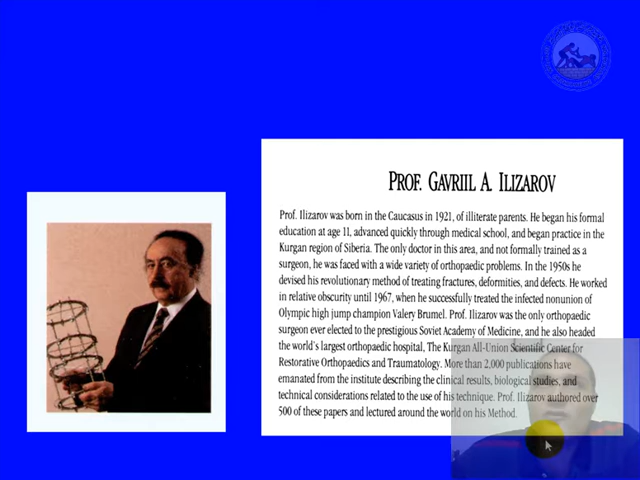 PROF. GAVRIIL A. ILIZAROV
Prof. Ilizarov was born in the Caucasus in 1921, of illiterate parents. He began his formal
education at age 11, advanced quickly through medical school, and began practice in the
Kurgan region of Siberia. The only doctor in this area, and not formally trained as a
surgeon, he was faced with a wide variety of orthopaedic problems. In the 1950s he
devised his revolutionary method of treating fractures, deformities, and defects. He worked
in relative obscurity until 1967, when he successfully treated the infected nonunion of
Olympic high jump champion Valery Brumel. Prof. Ilizarov was the only orthopaedic
surgeon ever elected to the prestigious Soviet Academy of Medicine, and he also headed
the world's largest orthopaedic hospital, The Kurgan All-Union Scientific Center for
Restorative Orthopaedics and Traumatology. More than 2,000 publications have
emanated from the institute describing the clinical results, biological studies, and
technical considerations related to the use of his technique. Prof. Ilizarov authored over
500 of these papers and lectured around the world on his Method.